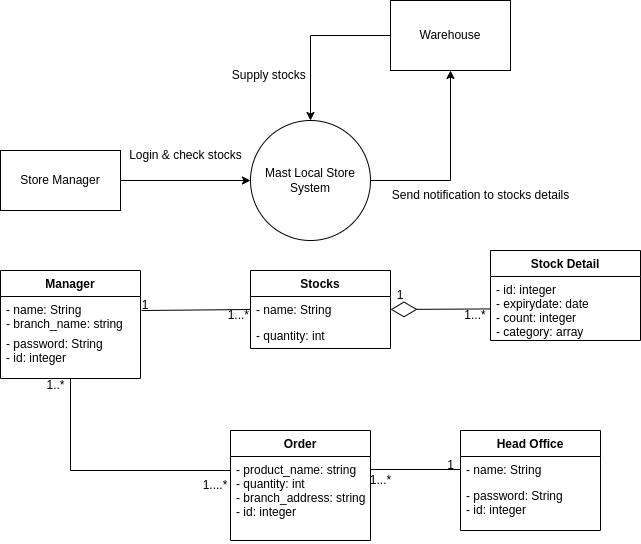 Warehouse
Supply stocks
Login & check stocks
Store Manager
Mast Local Store
System
Send notification to stocks details
Manager
- name: String
- branch_name: string
- password: String
- id: integer
1
1..*
Stocks
- name: String
- quantity: int
1...*
1
Stock Detail
- id: integer
- expirydate: date
- count: integer
- category: array
1...*
Order
- product_name: string
- quantity: int
- branch_address: string
- id: integer
1....*
1...*
Head Office
- name: String
- password: String
- id: integer
1